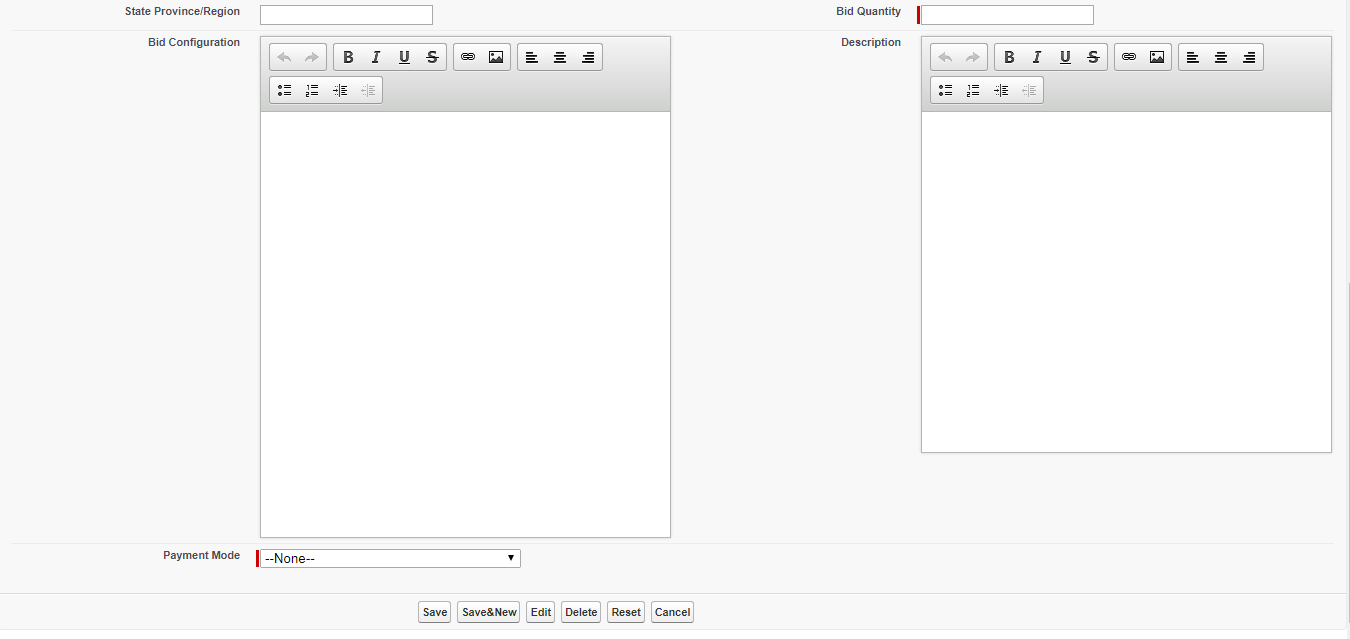 State Province/Region
Bid Quantity
Bid Configuration
Description
B I U S
B I U S
Payment Mode
--None--
Save Save&New Edit Delete Reset Cancel